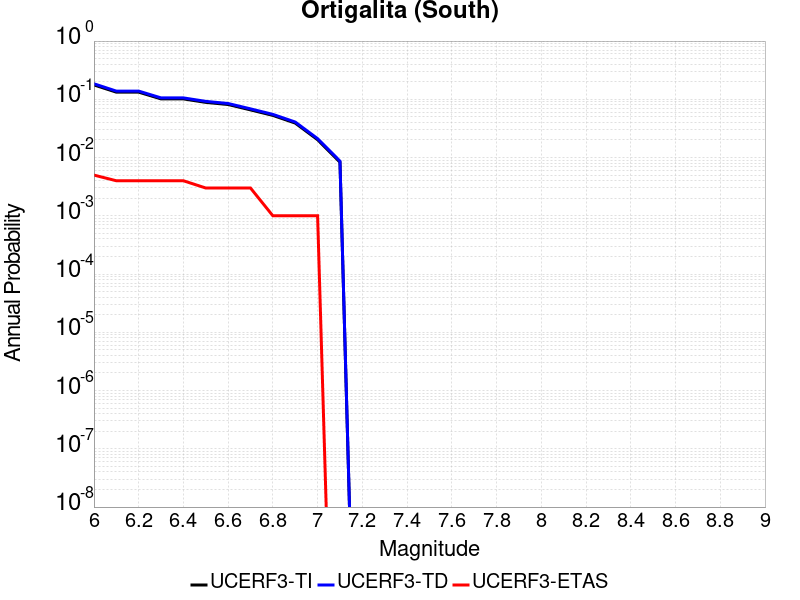 Ortigalita (South)
10^0
10^-1
10^-2
10^-3
10^-4
10^-5
10^-6
10^-7
10^-8
Annual Probability
6 6.2 6.4 6.6 6.8 7 7.2 7.4 7.6 7.8 8 8.2 8.4 8.6 8.8 9
Magnitude
UCERF3-TI UCERF3-TD UCERF3-ETAS